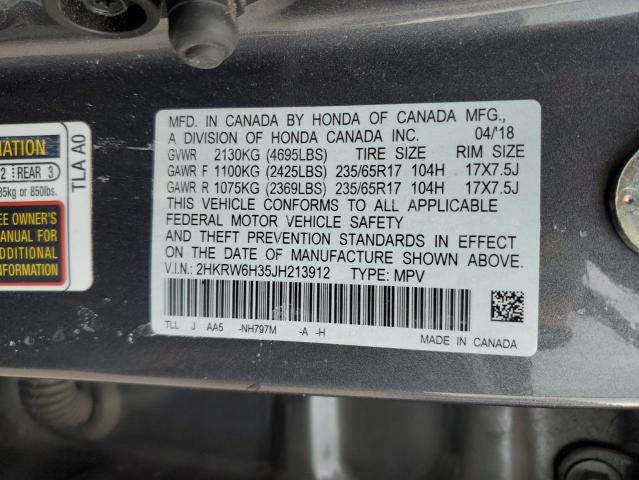 MFD. IN CANADA BY HONDA OF CANADA MFG.,
A DIVISION OF HONDA CANADA INC. 04/'18
GVWR 2130KG (4695LBS) TIRE SIZE RIM SIZE
GAWR F 1100KG (2425LBS) 235/65R17 104H 17X7.5J
GAWR R 1075KG (2369LBS) 235/65R17 104H 17X7.5J
THIS VEHICLE CONFORMS TO ALL APPLICABLE
FEDERAL MOTOR VEHICLE SAFETY
AND THEFT PREVENTION STANDARDS IN EFFECT
ON THE DATE OF MANUFACTURE SHOWN ABOVE.
V.I.N.: 2HKRW6H35JH213912 TYPE: MPV
TLL J AA5 -NH797M -A -H
MADE IN CANADA
MATION
2 REAR 3
85kg or 850lbs.
EE OWNER'S
MANUAL FOR
ADDITIONAL
INFORMATION
TLA A0